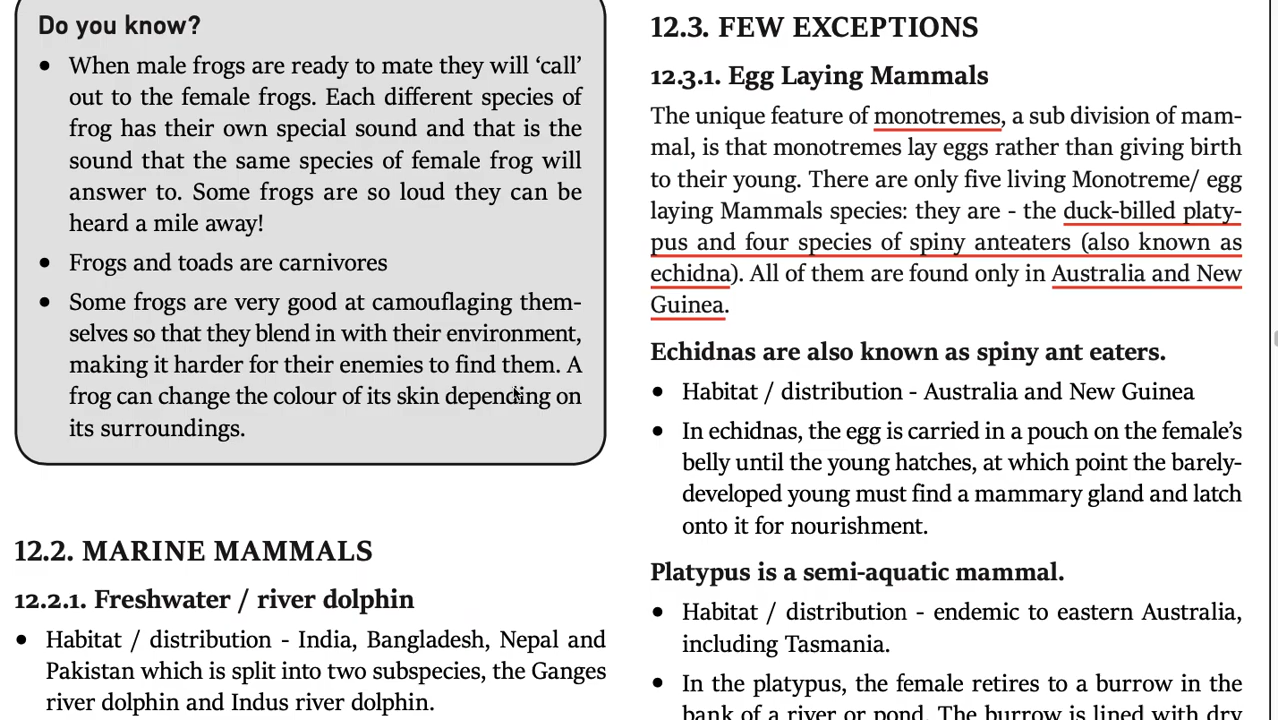 Do you know?
• When male frogs are ready to mate they will ‘call’
out to the female frogs. Each different species of
frog has their own special sound and that is the
sound that the same species of female frog will
answer to. Some frogs are so loud they can be
heard a mile away!
• Frogs and toads are carnivores
• Some frogs are very good at camouflaging them-
selves so that they blend in with their environment,
making it harder for their enemies to find them. A
frog can change the colour of its skin depending on
its surroundings.
12.2. MARINE MAMMALS
12.2.1. Freshwater / river dolphin
• Habitat / distribution - India, Bangladesh, Nepal and
Pakistan which is split into two subspecies, the Ganges
river dolphin and Indus river dolphin.
12.3. FEW EXCEPTIONS
12.3.1. Egg Laying Mammals
The unique feature of monotremes, a sub division of mam-
mal, is that monotremes lay eggs rather than giving birth
to their young. There are only five living Monotreme/ egg
laying Mammals species: they are - the duck-billed platy-
pus and four species of spiny anteaters (also known as
echidna). All of them are found only in Australia and New
Guinea.
Echidnas are also known as spiny ant eaters.
• Habitat / distribution - Australia and New Guinea
• In echidnas, the egg is carried in a pouch on the female’s
belly until the young hatches, at which point the barely-
developed young must find a mammary gland and latch
onto it for nourishment.
Platypus is a semi-aquatic mammal.
• Habitat / distribution - endemic to eastern Australia,
including Tasmania.
• In the platypus, the female retires to a burrow in the
bank of a river or pond. The burrow is lined with dry